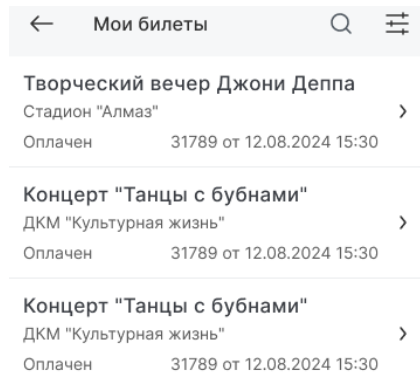 Мои билеты
Творческий вечер Джони Деппа
Стадион "Алмаз"
Оплачен 31789 от 12.08.2024 15:30
Концерт "Танцы с бубнами"
ДКМ "Культурная жизнь"
Оплачен 31789 от 12.08.2024 15:30
Концерт "Танцы с бубнами"
ДКМ "Культурная жизнь"
Оплачен 31789 от 12.08.2024 15:30